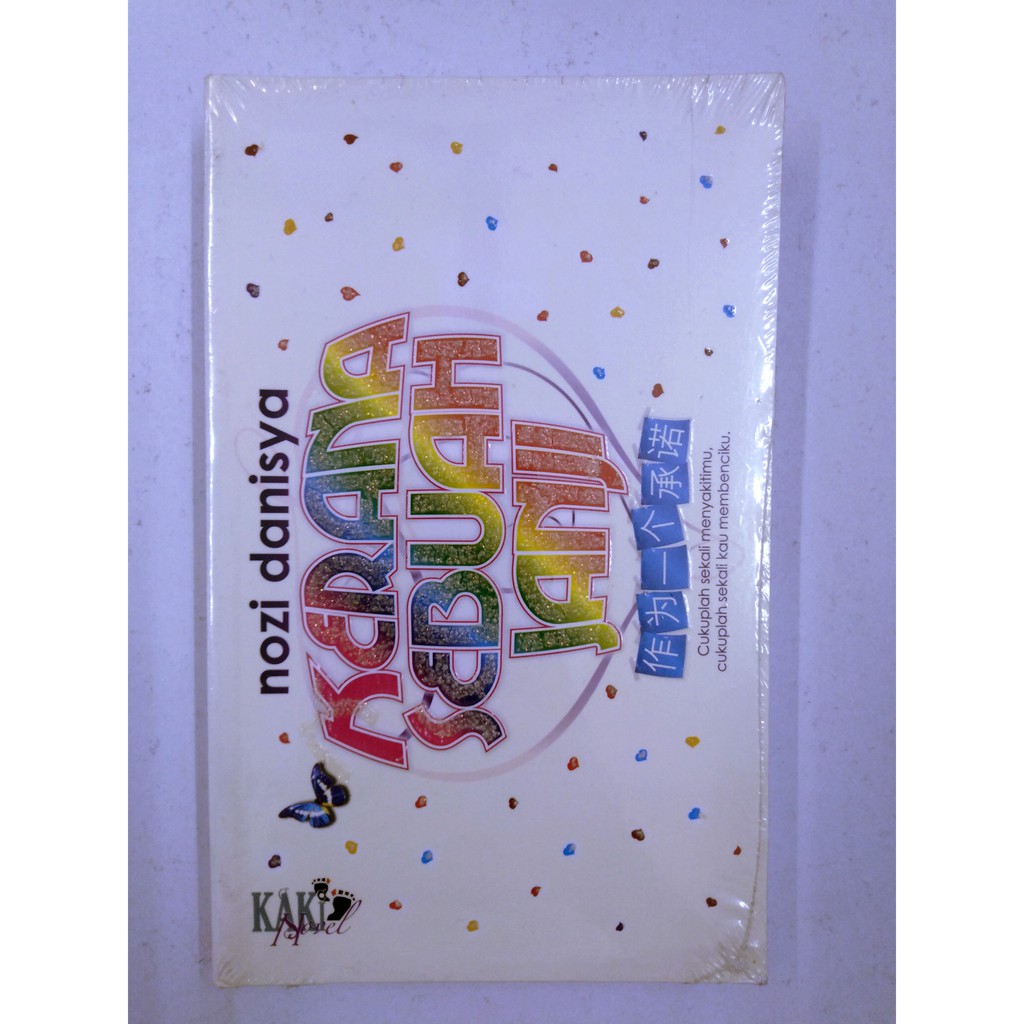 nozi danisya
KERANA
SEBUAH
JANJI
作为一个承诺
Cukuplah sekali menyakitimu,
cukuplah sekali kau membenciku.
KAKI
Novel